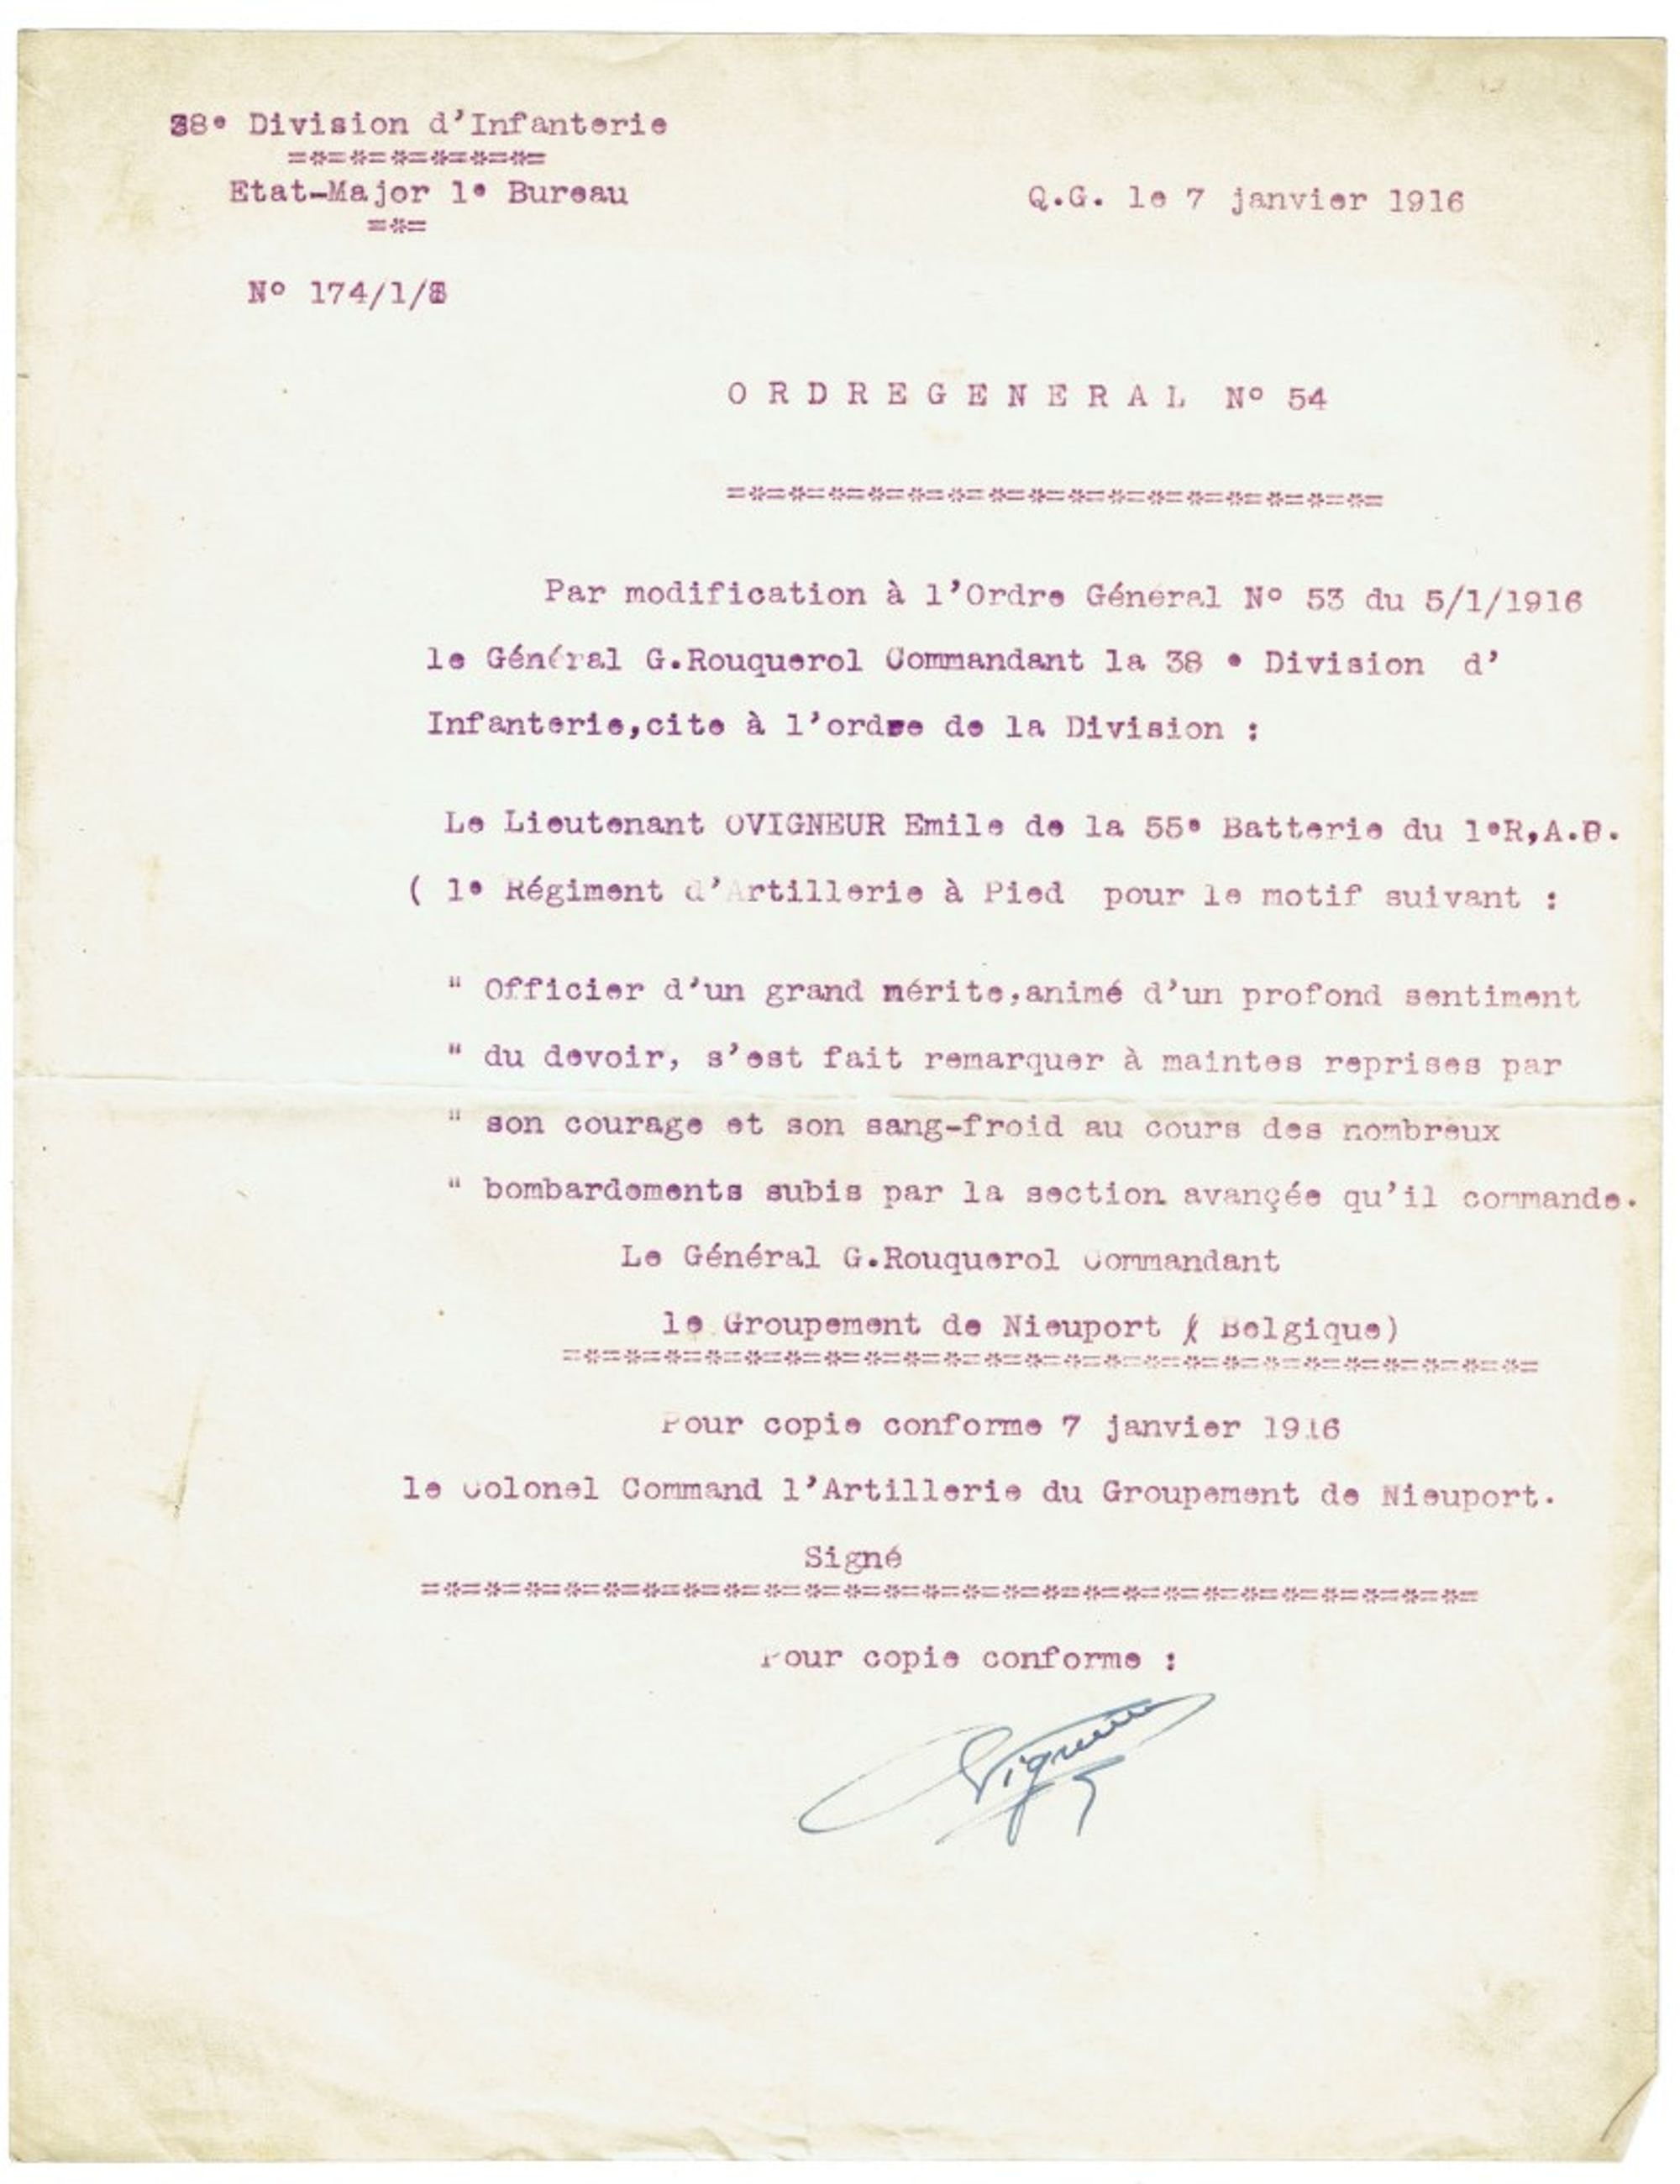 38e Division d'Infanterie
=*=*=*=*=*=*=
Etat-Major 1e Bureau
=*=
Q.G. le 7 janvier 1916
N° 174/1/8
O R D R E G E N E R A L N° 54
=*=*=*=*=*=*=*=*=*=*=*=*=*=*=*=*=
Par modification à l'Ordre Général N° 53 du 5/1/1916
le Général G.Rouquerol Commandant la 38 e Division d'
Infanterie,cite à l'ordre de la Division :
Le Lieutenant OVIGNEUR Emile de la 55e Batterie du 1eR,A.P.
( 1e Régiment d'Artillerie à Pied pour le motif suivant :
" Officier d'un grand mérite,animé d'un profond sentiment
" du devoir, s'est fait remarquer à maintes reprises par
" son courage et son sang-froid au cours des nombreux
" bombardements subis par la section avançée qu'il commande.
Le Général G.Rouquerol Commandant
le Groupement de Nieuport ( Belgique)
=*=*=*=*=*=*=*=*=*=*=*=*=*=*=*=*=*=*=*=*=*=*=*=*=
Pour copie conforme 7 janvier 1916
le Colonel Command l'Artillerie du Groupement de Nieuport.
Signé
=*=*=*=*=*=*=*=*=*=*=*=*=*=*=*=*=*=*=*=*=*=*=*=*=*=*=
Pour copie conforme :